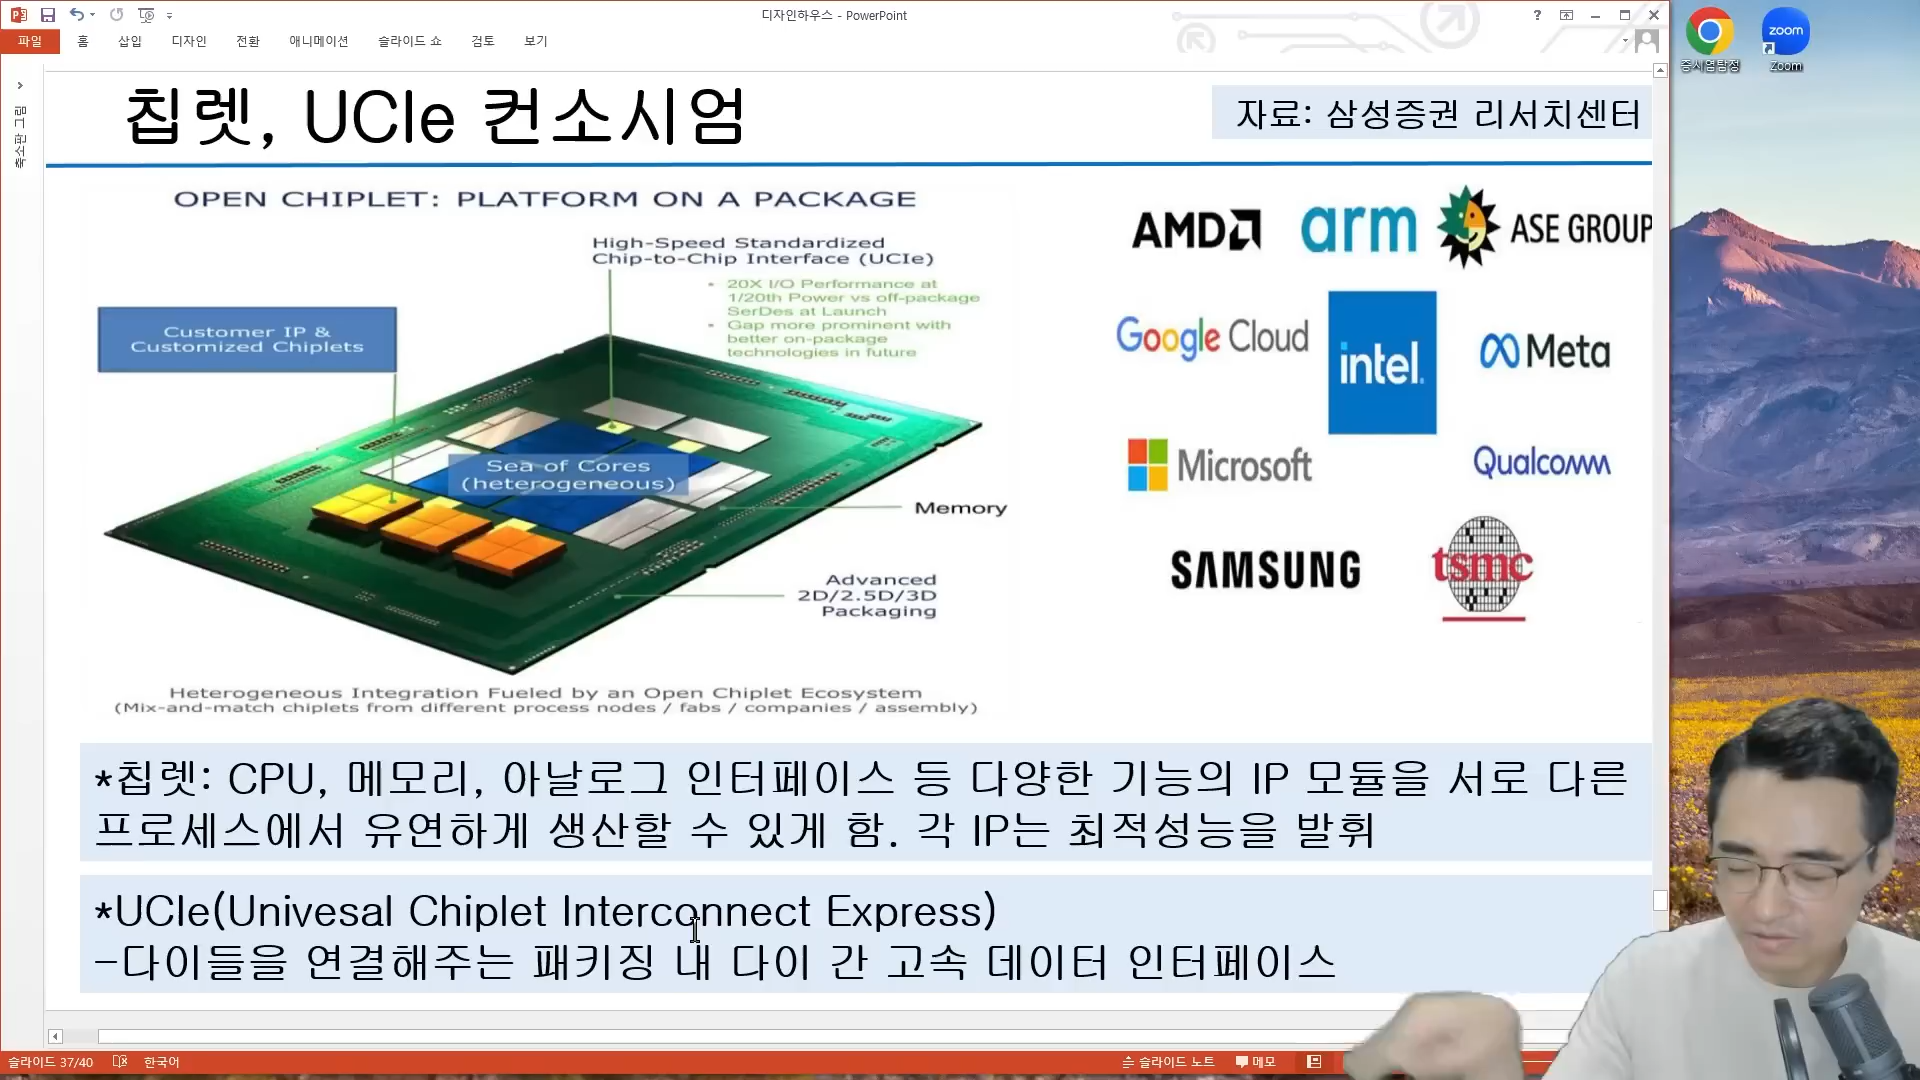 디자인하우스 - PowerPoint
파일 홈 삽입 디자인 전환 애니메이션 슬라이드 쇼 검토 보기
증시염탐정
Zoom
zoom
축소판 그림
칩렛, UCIe 컨소시엄
자료: 삼성증권 리서치센터
OPEN CHIPLET: PLATFORM ON A PACKAGE
High-Speed Standardized
Chip-to-Chip Interface (UCIe)
• 20X I/O Performance at
1/20th Power vs off-package
SerDes at Launch
• Gap more prominent with
better on-package
technologies in future
Customer IP &
Customized Chiplets
Sea of Cores
(heterogeneous)
Memory
Advanced
2D/2.5D/3D
Packaging
Heterogeneous Integration Fueled by an Open Chiplet Ecosystem
(Mix-and-match chiplets from different process nodes / fabs / companies / assembly)
AMD arm ASE GROUP
Google Cloud intel Meta
Microsoft Qualcomm
SAMSUNG tsmc
*칩렛: CPU, 메모리, 아날로그 인터페이스 등 다양한 기능의 IP 모듈을 서로 다른
프로세스에서 유연하게 생산할 수 있게 함. 각 IP는 최적성능을 발휘
*UCIe(Univesal Chiplet Interconnect Express)
-다이들을 연결해주는 패키징 내 다이 간 고속 데이터 인터페이스
슬라이드 37/40 한국어 슬라이드 노트 메모